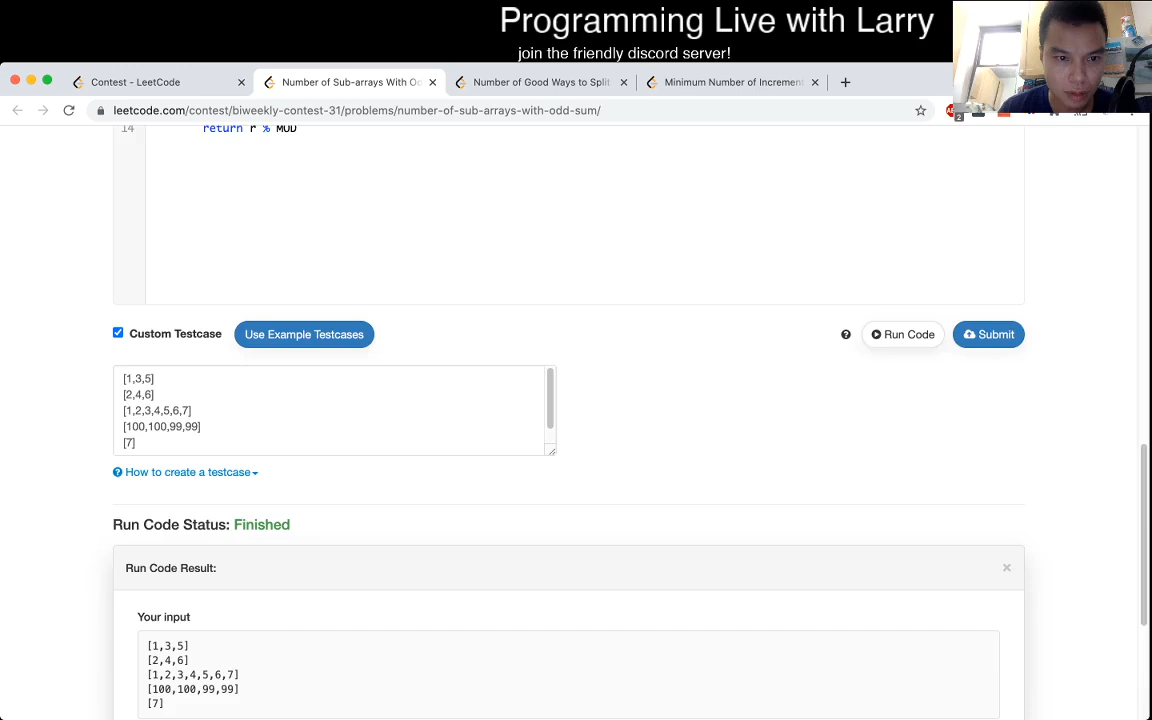 Programming Live with Larry
join the friendly discord server!
Contest - LeetCode
Number of Sub-arrays With Od
Number of Good Ways to Split
Minimum Number of Increment
leetcode.com/contest/biweekly-contest-31/problems/number-of-sub-arrays-with-odd-sum/
2
14 return r % MOD
Custom Testcase
Use Example Testcases
Run Code
Submit
[1,3,5]
[2,4,6]
[1,2,3,4,5,6,7]
[100,100,99,99]
[7]
How to create a testcase
Run Code Status: Finished
Run Code Result:
Your input
[1,3,5]
[2,4,6]
[1,2,3,4,5,6,7]
[100,100,99,99]
[7]